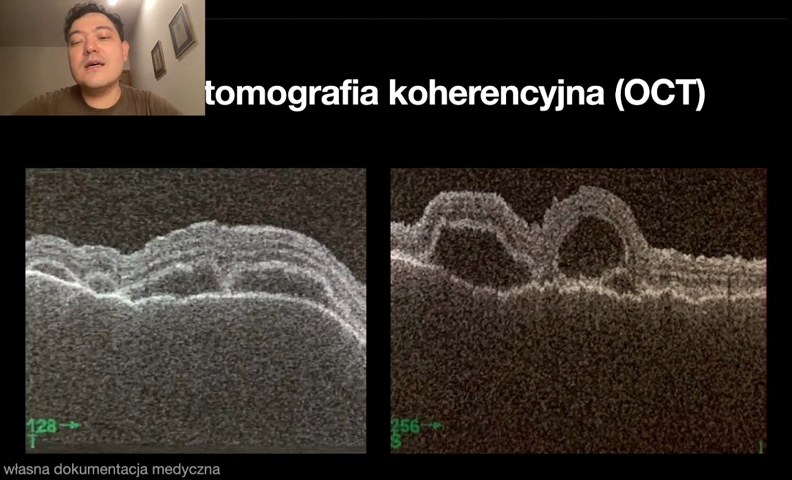 tomografia koherencyjna (OCT)
128 →
T
256 →
S
I
własna dokumentacja medyczna